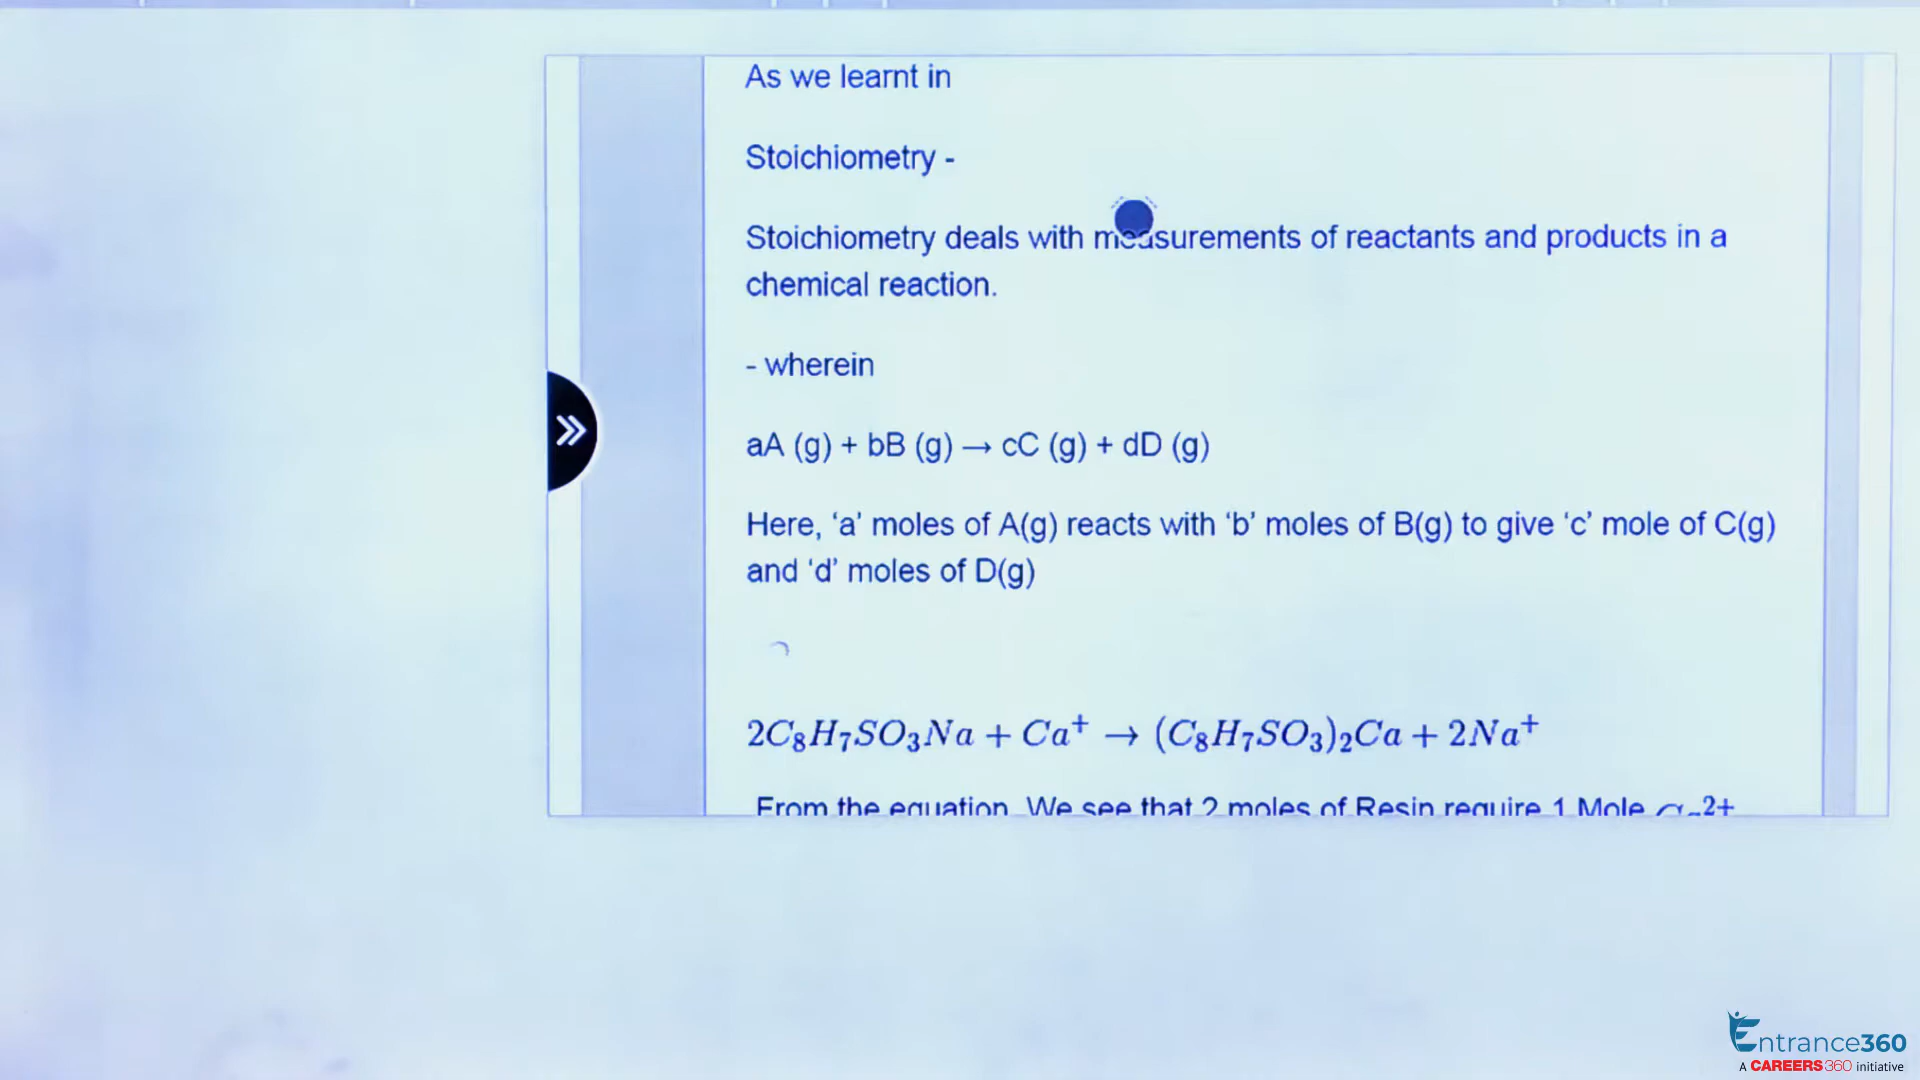 As we learnt in
Stoichiometry -
Stoichiometry deals with measurements of reactants and products in a
chemical reaction.
- wherein
aA (g) + bB (g) → cC (g) + dD (g)
Here, ‘a’ moles of A(g) reacts with ‘b’ moles of B(g) to give ‘c’ mole of C(g)
and ‘d’ moles of D(g)
2C₈H₇SO₃Na + Ca⁺ → (C₈H₇SO₃)₂Ca + 2Na⁺
From the equation. We see that 2 moles of Resin require 1 Mole Ca²⁺
Entrance360
A CAREERS360 initiative